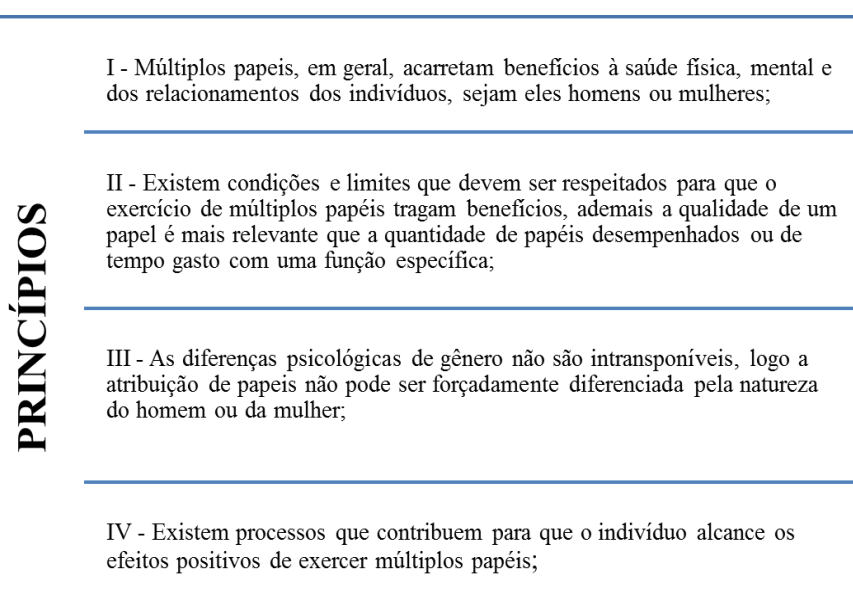 PRINCÍPIOS
I - Múltiplos papeis, em geral, acarretam benefícios à saúde física, mental e
dos relacionamentos dos indivíduos, sejam eles homens ou mulheres;
II - Existem condições e limites que devem ser respeitados para que o
exercício de múltiplos papéis tragam benefícios, ademais a qualidade de um
papel é mais relevante que a quantidade de papéis desempenhados ou de
tempo gasto com uma função específica;
III - As diferenças psicológicas de gênero não são intransponíveis, logo a
atribuição de papeis não pode ser forçadamente diferenciada pela natureza
do homem ou da mulher;
IV - Existem processos que contribuem para que o indivíduo alcance os
efeitos positivos de exercer múltiplos papéis;